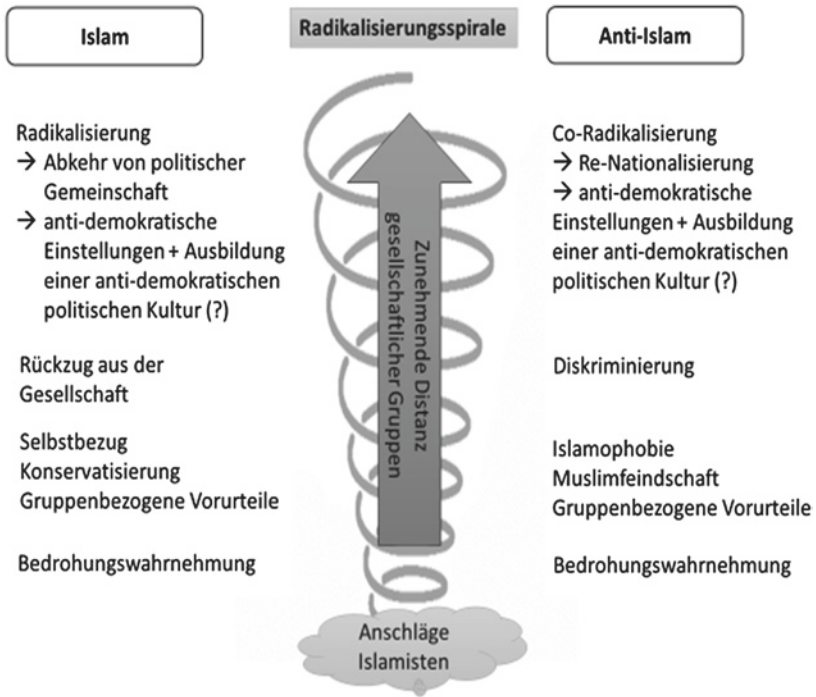 Islam
Radikalisierungsspirale
Anti-Islam
Radikalisierung
→ Abkehr von politischer
Gemeinschaft
→ anti-demokratische
Einstellungen + Ausbildung
einer anti-demokratischen
politischen Kultur (?)
Rückzug aus der
Gesellschaft
Selbstbezug
Konservatisierung
Gruppenbezogene Vorurteile
Bedrohungswahrnehmung
Zunehmende Distanz
gesellschaftlicher Gruppen
Anschläge
Islamisten
Co-Radikalisierung
→ Re-Nationalisierung
→ anti-demokratische
Einstellungen + Ausbildung
einer anti-demokratischen
politischen Kultur (?)
Diskriminierung
Islamophobie
Muslimfeindschaft
Gruppenbezogene Vorurteile
Bedrohungswahrnehmung